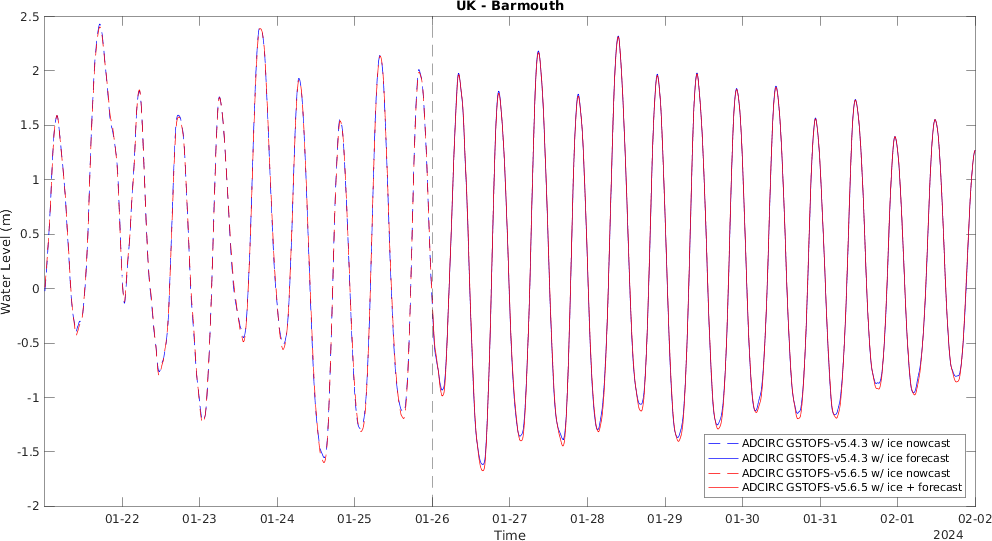 UK - Barmouth
2.5
2
1.5
1
0.5
0
-0.5
-1
-1.5
-2
Water Level (m)
ADCIRC GSTOFS-v5.4.3 w/ ice nowcast
ADCIRC GSTOFS-v5.4.3 w/ ice forecast
ADCIRC GSTOFS-v5.6.5 w/ ice nowcast
ADCIRC GSTOFS-v5.6.5 w/ ice + forecast
01-22 01-23 01-24 01-25 01-26 01-27 01-28 01-29 01-30 01-31 02-01 02-02
Time
2024